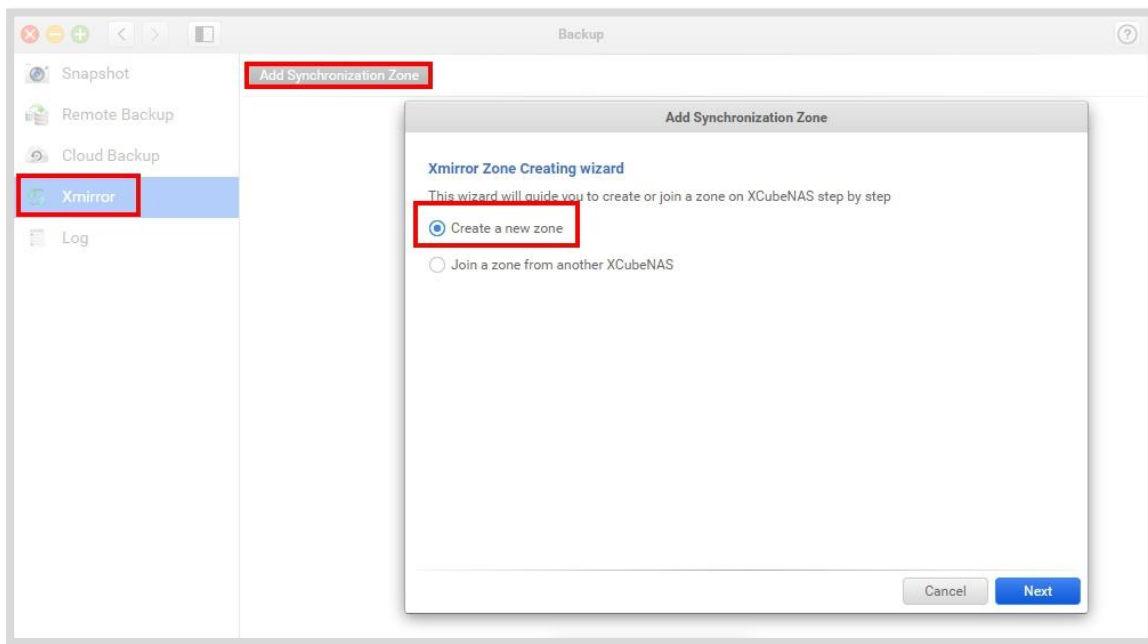 Backup
?
Snapshot
Add Synchronization Zone
Remote Backup
Add Synchronization Zone
Cloud Backup
Xmirror Zone Creating wizard
Xmirror
This wizard will guide you to create or join a zone on XCubeNAS step by step
Create a new zone
Log
Join a zone from another XCubeNAS
Cancel
Next